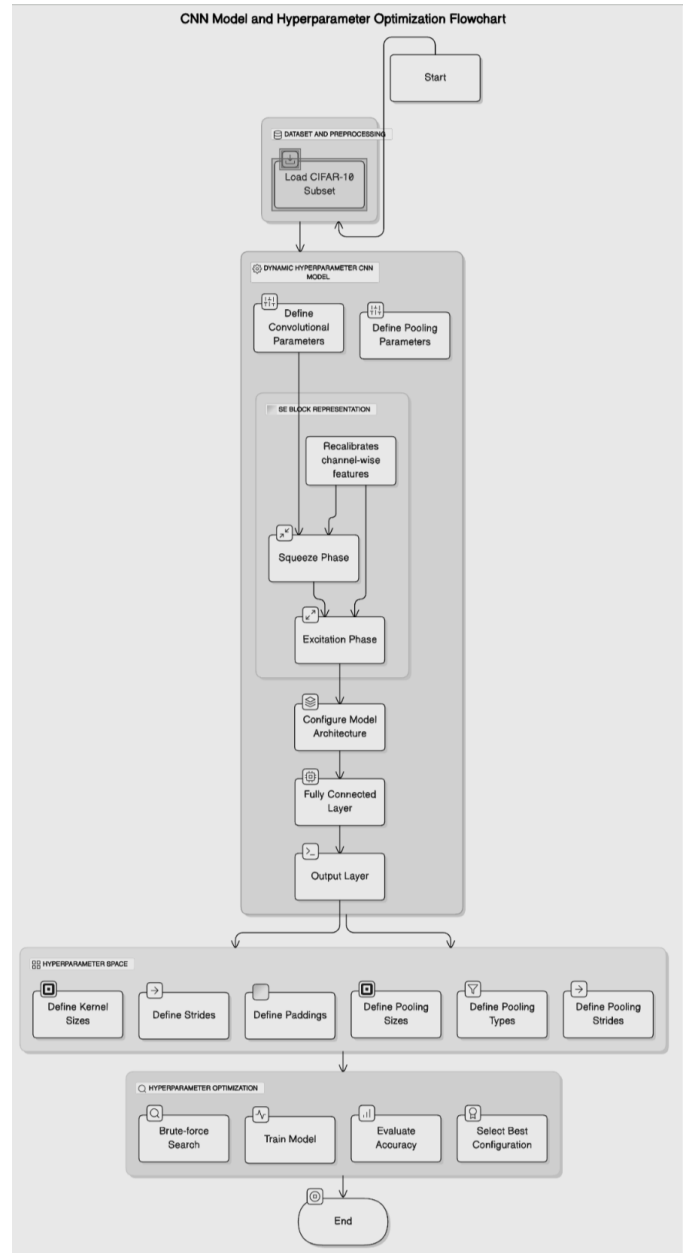 CNN Model and Hyperparameter Optimization Flowchart
Start
DATASET AND PREPROCESSING
Load CIFAR-10
Subset
DYNAMIC HYPERPARAMETER CNN
MODEL
Define
Convolutional
Parameters
Define Pooling
Parameters
SE BLOCK REPRESENTATION
Recalibrates
channel-wise
features
Squeeze Phase
Excitation Phase
Configure Model
Architecture
Fully Connected
Layer
Output Layer
HYPERPARAMETER SPACE
Define Kernel
Sizes
Define Strides
Define Paddings
Define Pooling
Sizes
Define Pooling
Types
Define Pooling
Strides
HYPERPARAMETER OPTIMIZATION
Brute-force
Search
Train Model
Evaluate
Accuracy
Select Best
Configuration
End